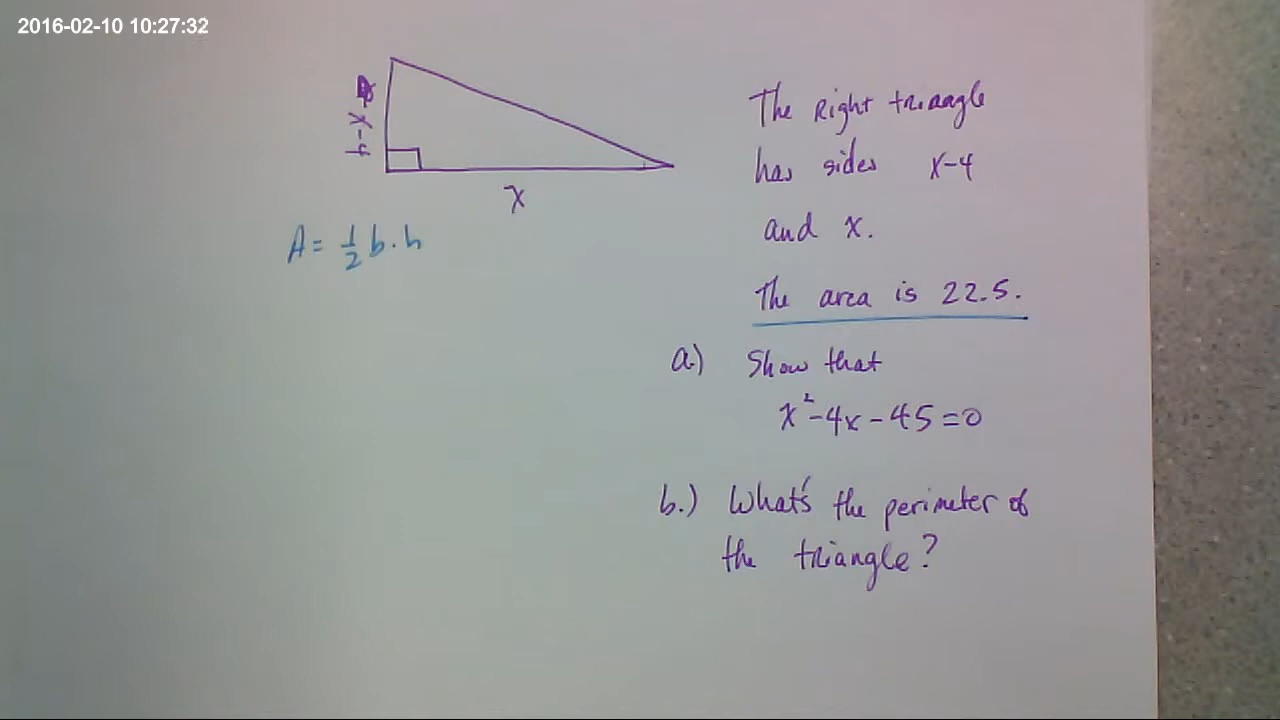 2016-02-10 10:27:32
x-4
x
A = 1/2 b·h
The Right triangle
has sides x-4
and x.
The area is 22.5.
a.) Show that
x²-4x-45=0
b.) What's the perimeter of
the triangle?